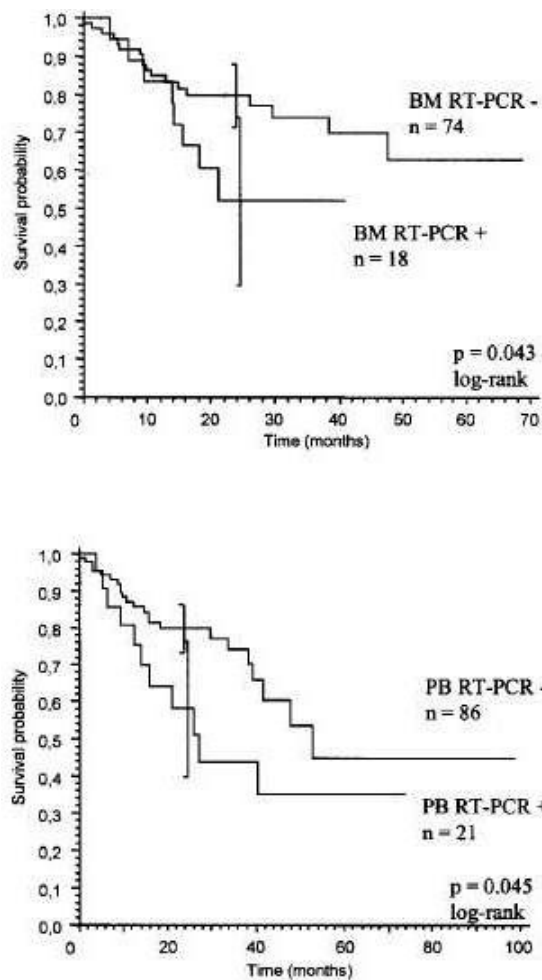 1,0
0,9
0,8
0,7
0,6
0,5
0,4
0,3
0,2
0,1
0,0
Survival probability
BM RT-PCR -
n = 74
BM RT-PCR +
n = 18
p = 0.043
log-rank
0 10 20 30 40 50 60 70
Time (months)
1,0
0,9
0,8
0,7
0,6
0,5
0,4
0,3
0,2
0,1
0,0
Survival probability
PB RT-PCR -
n = 86
PB RT-PCR +
n = 21
p = 0.045
log-rank
0 20 40 60 80 100
Time (months)